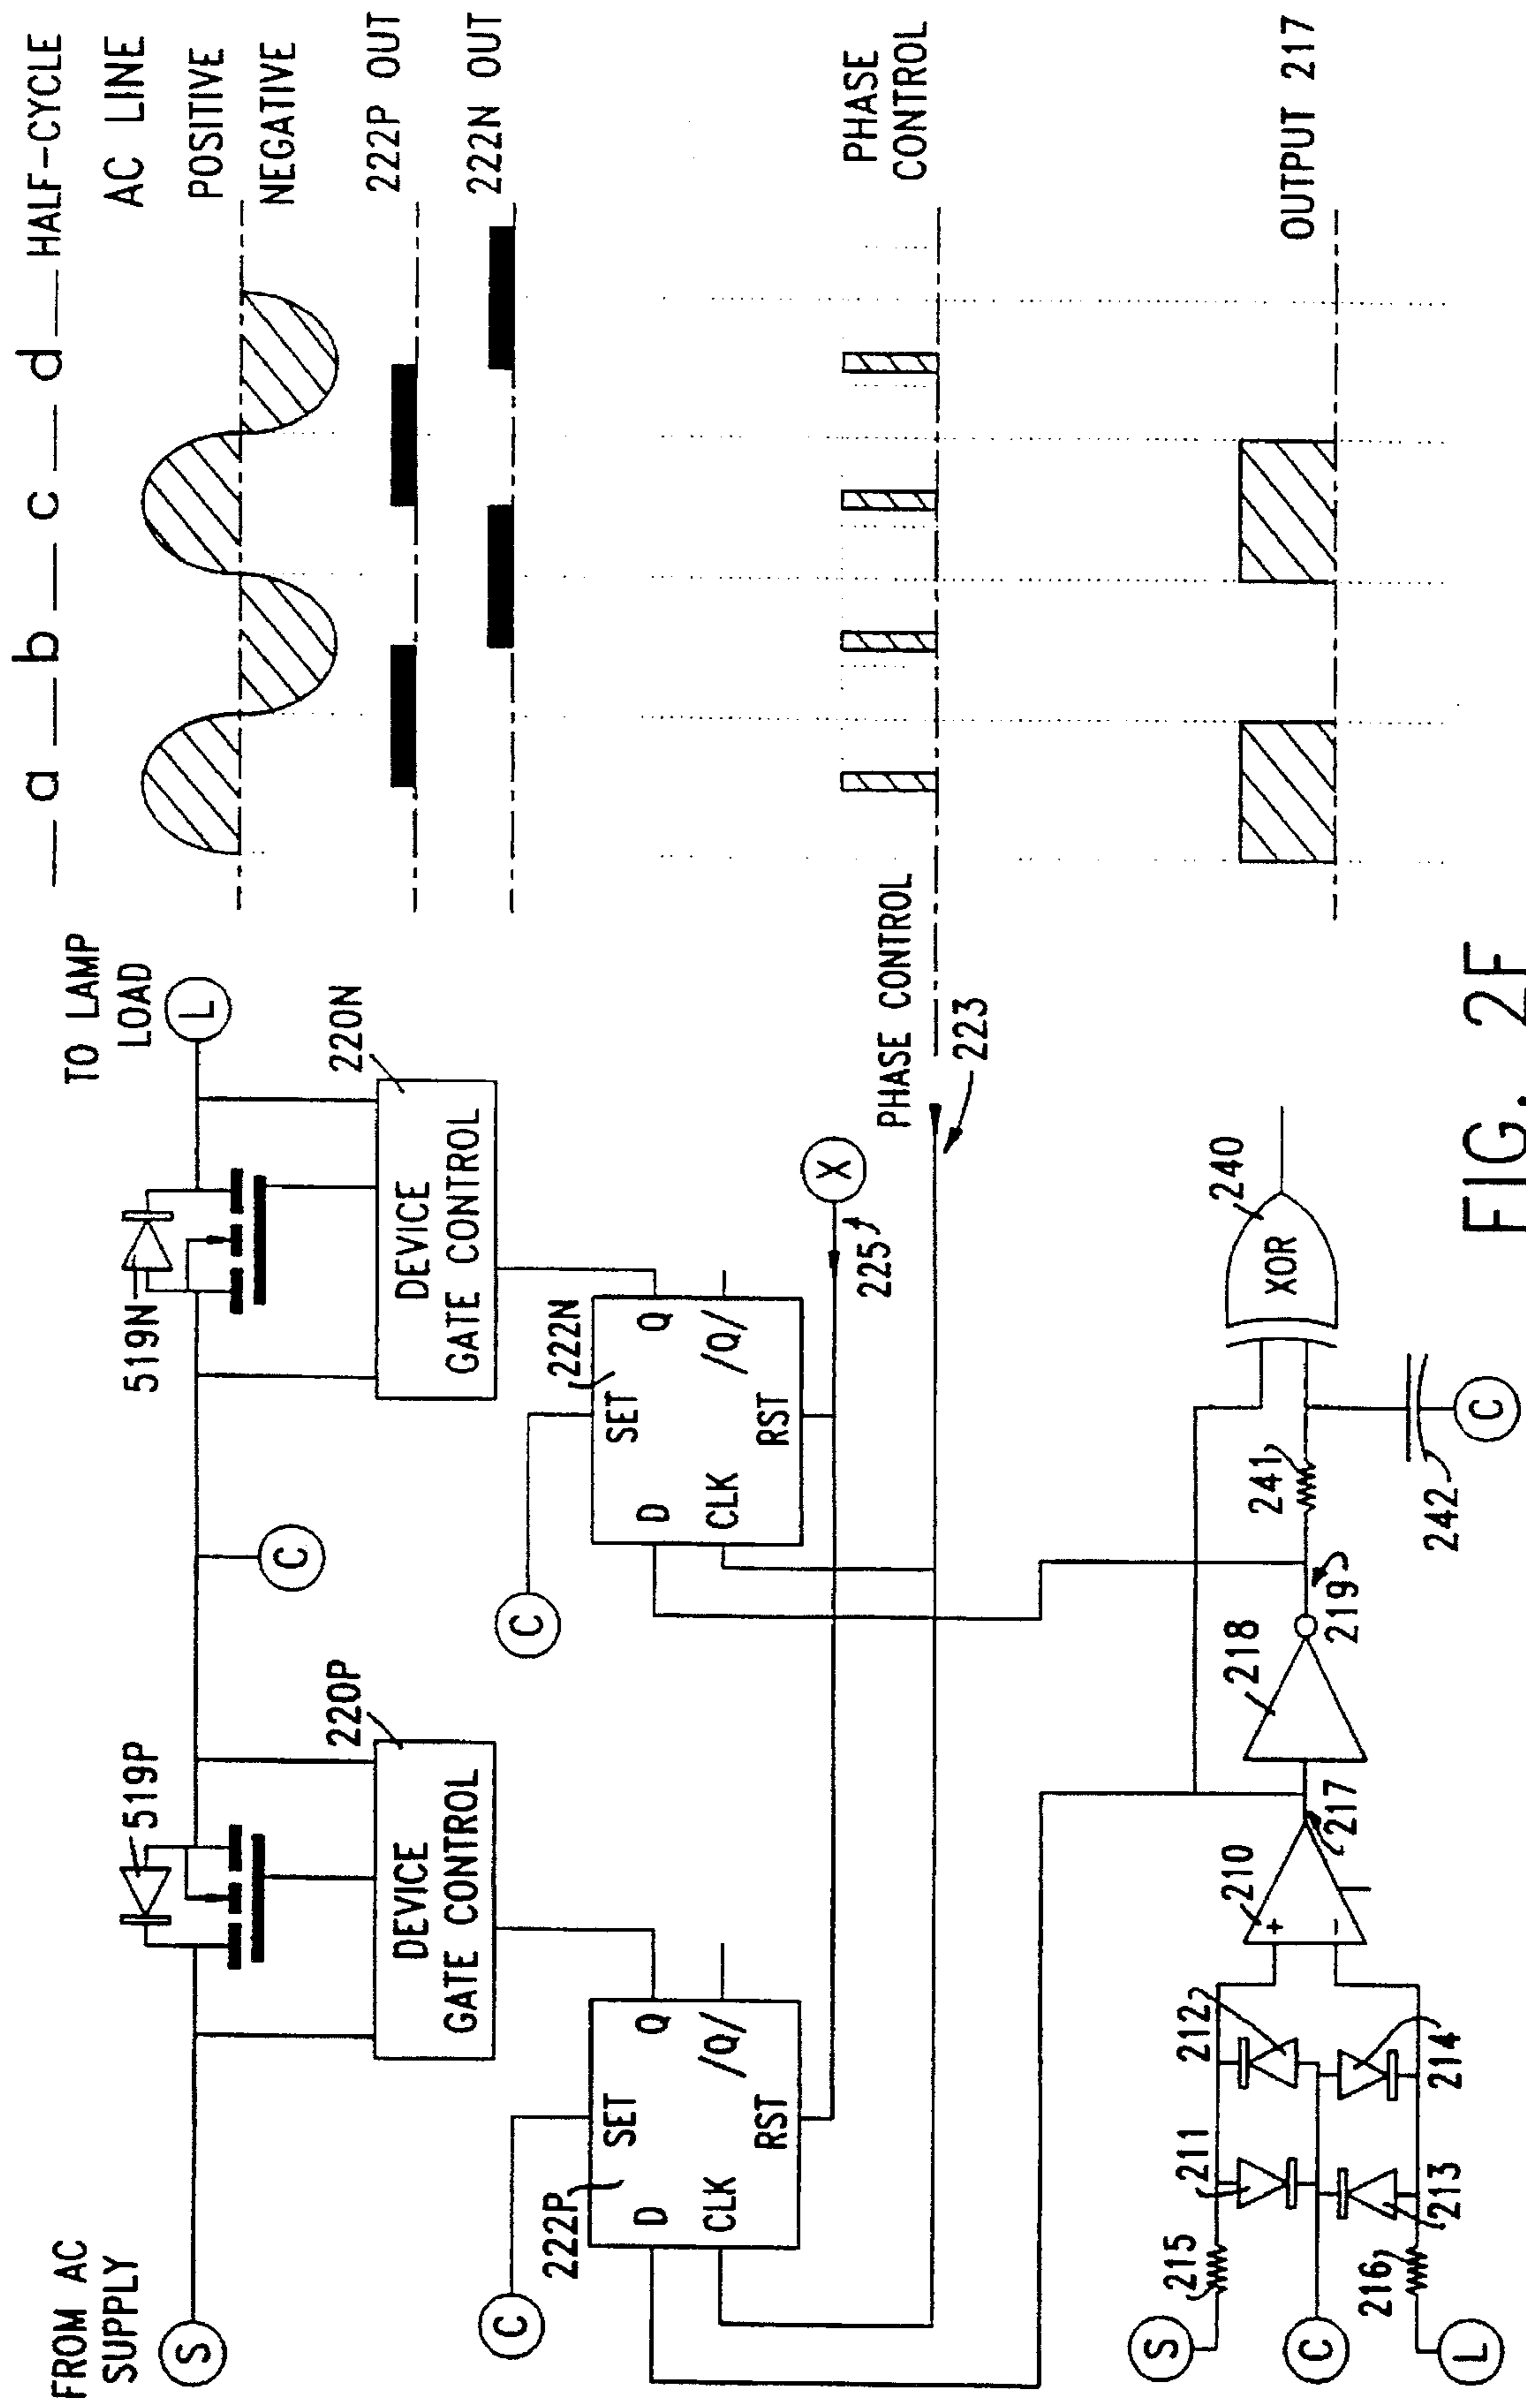 FROM AC
SUPPLY
S
519P
C
519N
TO LAMP
LOAD
L
220P
DEVICE
GATE CONTROL
220N
DEVICE
GATE CONTROL
C
222P
SET
D
Q
CLK
/Q/
RST
C
222N
SET
D
Q
CLK
/Q/
RST
X
225
PHASE CONTROL
223
S
215
211
212
C
216
213
214
L
+
-
210
217
218
219
241
242
C
XOR
240
a b c d HALF-CYCLE
AC LINE
POSITIVE
NEGATIVE
222P OUT
222N OUT
PHASE
CONTROL
OUTPUT 217
FIG. 2F